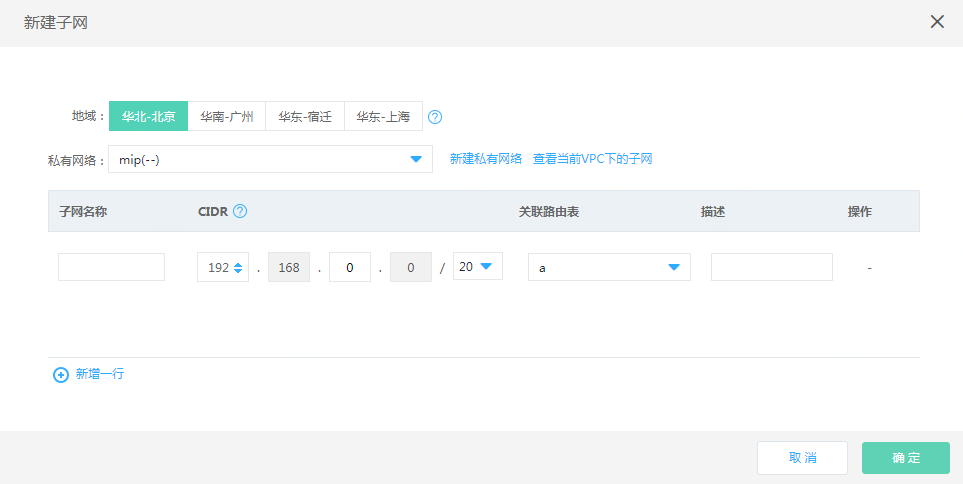 新建子网
地域： 华北-北京 华南-广州 华东-宿迁 华东-上海 ?
私有网络： mip(--) 新建私有网络 查看当前VPC下的子网
子网名称 CIDR ? 关联路由表 描述 操作
192 . 168 . 0 . 0 / 20 a -
新增一行
取消 确定